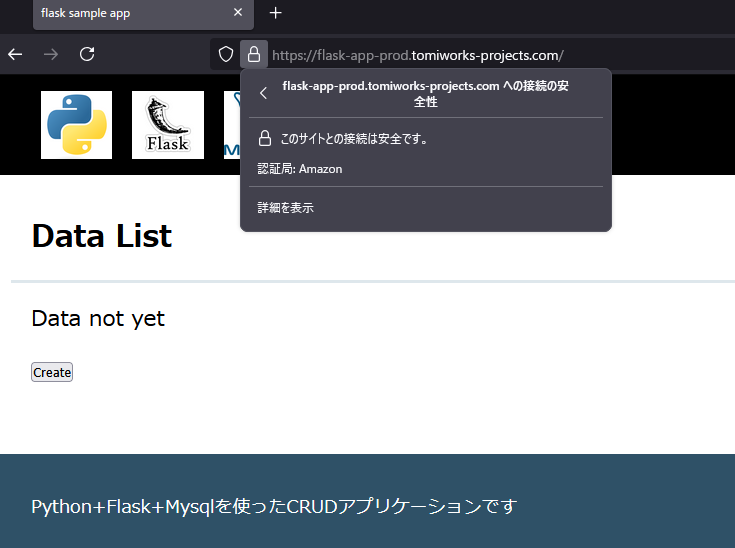 flask sample app
https://flask-app-prod.tomiworks-projects.com/
flask-app-prod.tomiworks-projects.com への接続の安
全性
このサイトとの接続は安全です。
認証局: Amazon
詳細を表示
Flask
M
Data List
Data not yet
Create
Python+Flask+Mysqlを使ったCRUDアプリケーションです